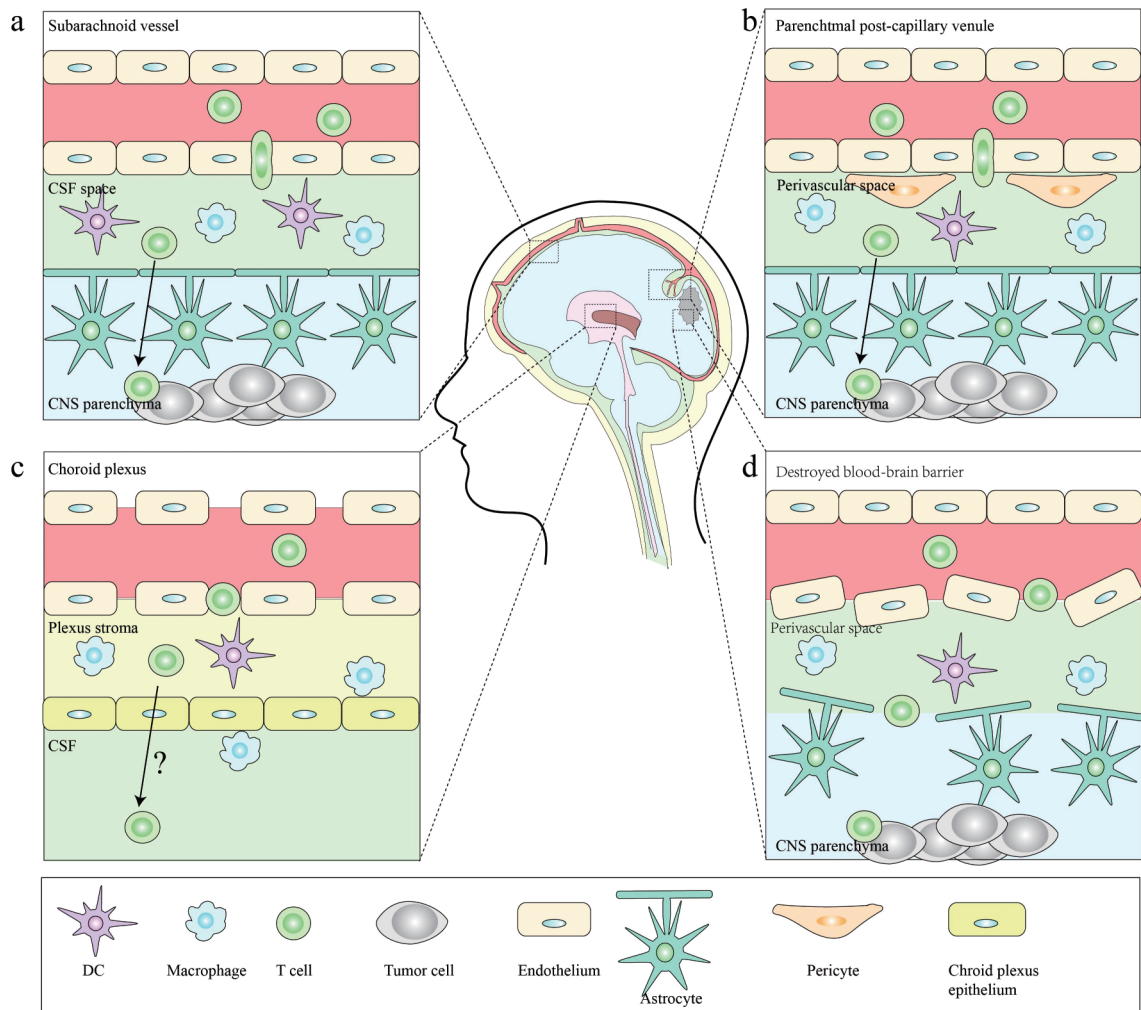 a
Subarachnoid vessel
CSF space
CNS parenchyma
b
Parenchtmal post-capillary venule
Perivascular space
CNS parenchyma
c
Choroid plexus
Plexus stroma
CSF
?
d
Destroyed blood-brain barrier
Perivascular space
CNS parenchyma
DC
Macrophage
T cell
Tumor cell
Endothelium
Astrocyte
Pericyte
Chroid plexus
epithelium